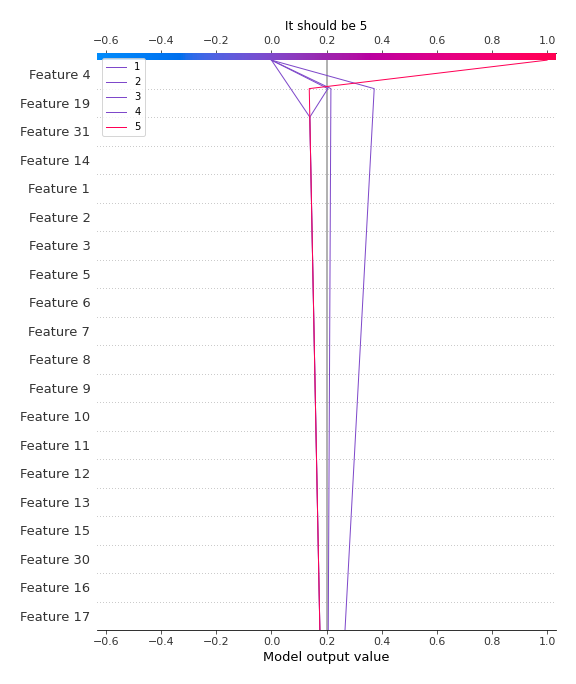 It should be 5
−0.6 −0.4 −0.2 0.0 0.2 0.4 0.6 0.8 1.0
1
2
3
4
5
Feature 4
Feature 19
Feature 31
Feature 14
Feature 1
Feature 2
Feature 3
Feature 5
Feature 6
Feature 7
Feature 8
Feature 9
Feature 10
Feature 11
Feature 12
Feature 13
Feature 15
Feature 30
Feature 16
Feature 17
−0.6 −0.4 −0.2 0.0 0.2 0.4 0.6 0.8 1.0
Model output value